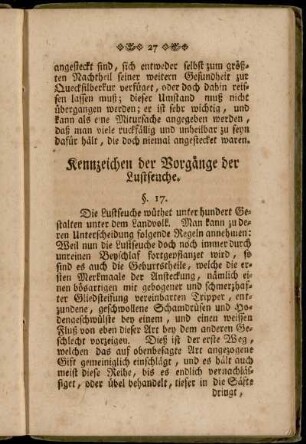 27
angesteckt sind, sich entweder selbst zum größ-
ten Nachtheil seiner weitern Gesundheit zur
Quecksilberkur verfüget, oder doch dahin reit-
sen lassen muß; dieser Umstand muß nicht
übergangen werden; er ist sehr wichtig, und
kann als eine Mitursache angegeben werden,
daß man viele ruckfällig und unheilbar zu seyn
dafür hält, die doch niemal angestecket waren.
Kennzeichen der Vorgänge der
Lustseuche.
§. 17.
Die Lustseuche wüthet unter hundert Ge-
stalten unter dem Landvolk. Man kann zu de-
ren Unterscheidung folgende Regeln annehmen:
Weil nun die Lustseuche doch noch immer durch
unreinen Beyschlaf fortgepflanzet wird, so
sind es auch die Geburtstheile, welche die er-
sten Merkmaale der Ansteckung, nämlich ei-
nen bösartigen mit gebogener und schmerzhaf-
ter Gliedsteifung vereinbarten Tripper, ent-
zundene, geschwollene Schamdrüsen und Ho-
dengeschwülste bey einem, und einen weissen
Fluß von eben dieser Art bey dem anderen Ge-
schlecht vorzeigen. Dieß ist der erste Weg,
welchen das auf obenbesagte Art angezogene
Gift gemeiniglich einschlägt, und es hält auch
meist diese Reihe, bis es endlich vernachläs-
siget, oder übel behandelt, tiefer in die Säfte
dringt,